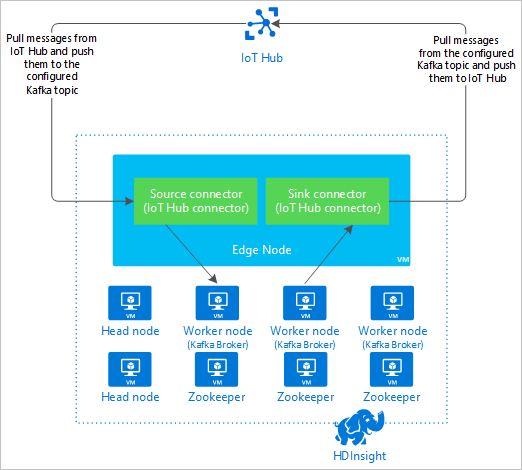 Pull messages from
IoT Hub and push
them to the
configured
Kafka topic
IoT Hub
Pull messages
from the configured
Kafka topic and push
them to IoT Hub
Source connector
(IoT Hub connector)
Sink connector
(IoT Hub connector)
Edge Node
VM
VM
VM
VM
VM
Head node
Worker node
(Kafka Broker)
Worker node
(Kafka Broker)
Worker node
(Kafka Broker)
VM
VM
VM
VM
Head node
Zookeeper
Zookeeper
Zookeeper
HDInsight